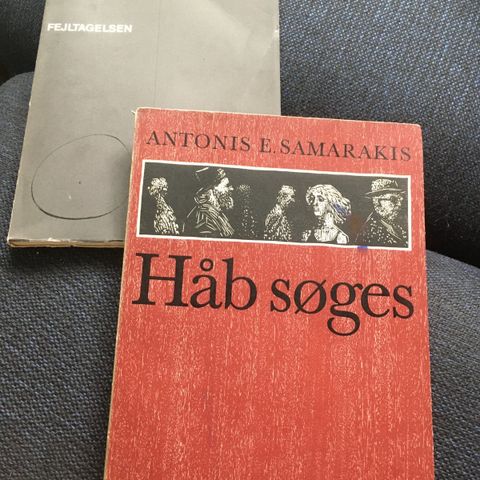 FEJLTAGELSEN
ANTONIS E. SAMARAKIS
Håb søges